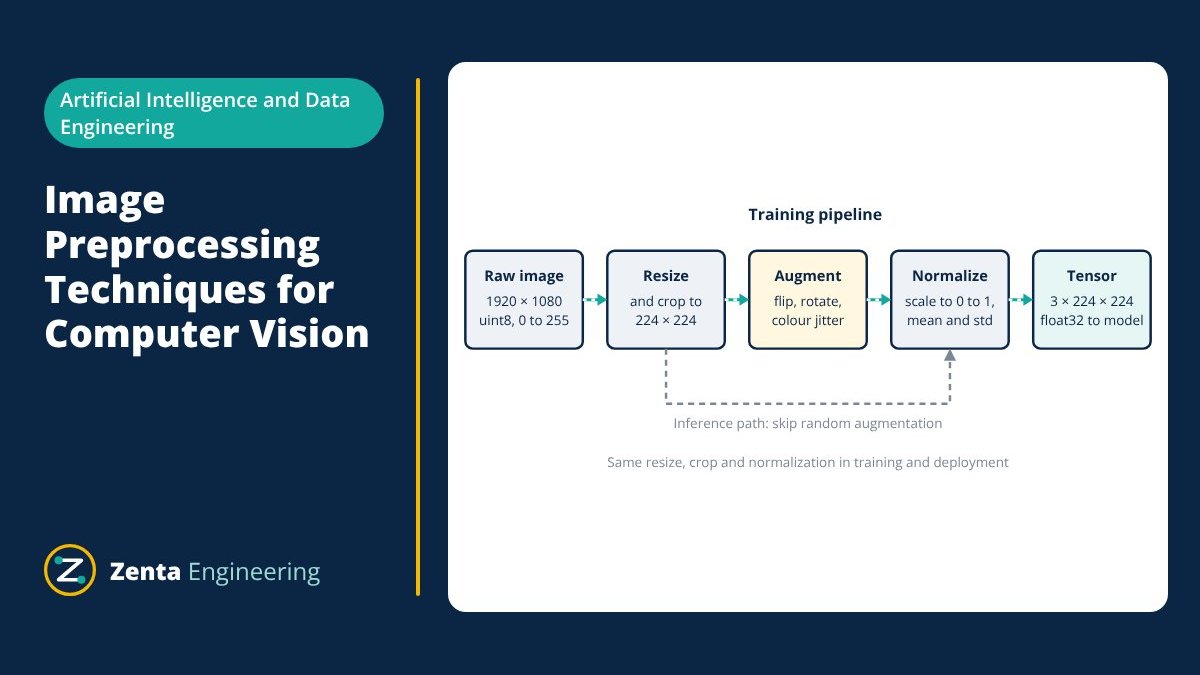 Artificial Intelligence and Data
Engineering
Image
Preprocessing
Techniques for
Computer Vision
Zenta Engineering
Training pipeline
Raw image
1920 × 1080
uint8, 0 to 255
Resize
and crop to
224 × 224
Augment
flip, rotate,
colour jitter
Normalize
scale to 0 to 1,
mean and std
Tensor
3 × 224 × 224
float32 to model
Inference path: skip random augmentation
Same resize, crop and normalization in training and deployment